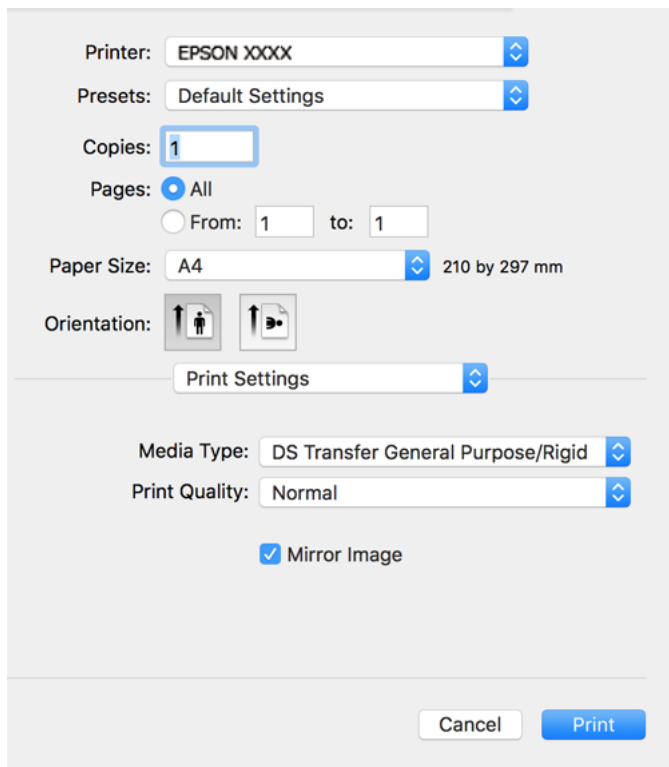 Printer: EPSON XXXX
Presets: Default Settings
Copies: 1
Pages: All
From: 1 to: 1
Paper Size: A4 210 by 297 mm
Orientation:
Print Settings
Media Type: DS Transfer General Purpose/Rigid
Print Quality: Normal
Mirror Image
Cancel Print